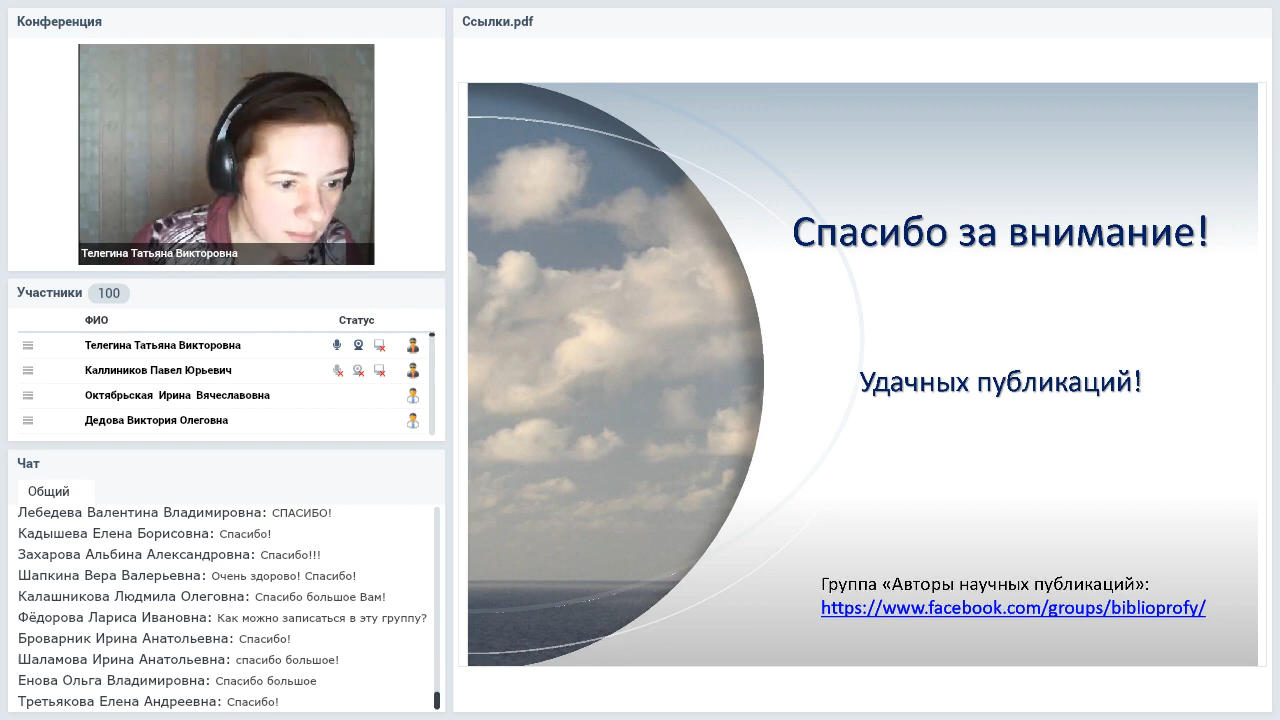 Конференция
Телегина Татьяна Викторовна
Участники 100
ФИО Статус
Телегина Татьяна Викторовна
Каллиников Павел Юрьевич
Октябрьская Ирина Вячеславовна
Дедова Виктория Олеговна
Чат
Общий
Лебедева Валентина Владимировна: СПАСИБО!
Кадышева Елена Борисовна: Спасибо!
Захарова Альбина Александровна: Спасибо!!!
Шапкина Вера Валерьевна: Очень здорово! Спасибо!
Калашникова Людмила Олеговна: Спасибо большое Вам!
Фёдорова Лариса Ивановна: Как можно записаться в эту группу?
Броварник Ирина Анатольевна: Спасибо!
Шаламова Ирина Анатольевна: спасибо большое!
Енова Ольга Владимировна: Спасибо большое
Третьякова Елена Андреевна: Спасибо!
Ссылки.pdf
Спасибо за внимание!
Удачных публикаций!
Группа «Авторы научных публикаций»:
https://www.facebook.com/groups/biblioprofy/